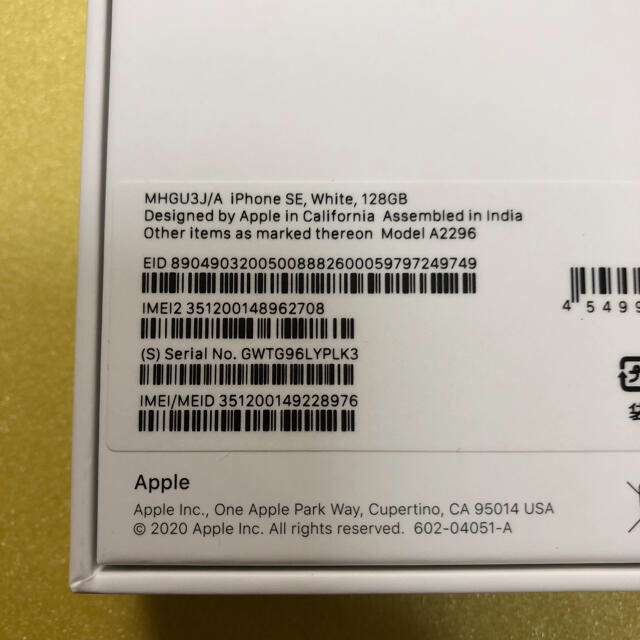 MHGU3J/A iPhone SE, White, 128GB
Designed by Apple in California Assembled in India
Other items as marked thereon Model A2296
EID 89049032005008882600059797249749
IMEI2 351200148962708
(S) Serial No. GWTG96LYPLK3
IMEI/MEID 351200149228976
4 5499
Apple
Apple Inc., One Apple Park Way, Cupertino, CA 95014 USA
© 2020 Apple Inc. All rights reserved. 602-04051-A